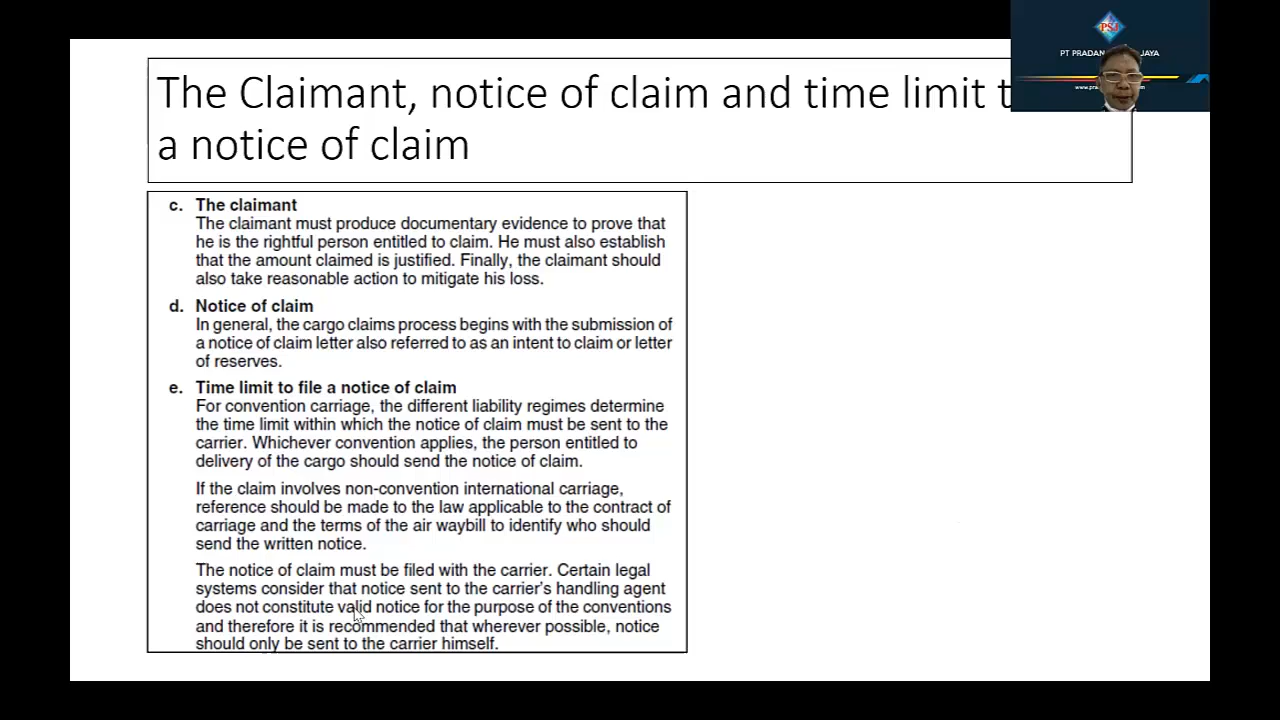 PSJ
PT PRADAN JAYA
The Claimant, notice of claim and time limit
a notice of claim
c. The claimant
The claimant must produce documentary evidence to prove that
he is the rightful person entitled to claim. He must also establish
that the amount claimed is justified. Finally, the claimant should
also take reasonable action to mitigate his loss.
d. Notice of claim
In general, the cargo claims process begins with the submission of
a notice of claim letter also referred to as an intent to claim or letter
of reserves.
e. Time limit to file a notice of claim
For convention carriage, the different liability regimes determine
the time limit within which the notice of claim must be sent to the
carrier. Whichever convention applies, the person entitled to
delivery of the cargo should send the notice of claim.
If the claim involves non-convention international carriage,
reference should be made to the law applicable to the contract of
carriage and the terms of the air waybill to identify who should
send the written notice.
The notice of claim must be filed with the carrier. Certain legal
systems consider that notice sent to the carrier's handling agent
does not constitute valid notice for the purpose of the conventions
and therefore it is recommended that wherever possible, notice
should only be sent to the carrier himself.